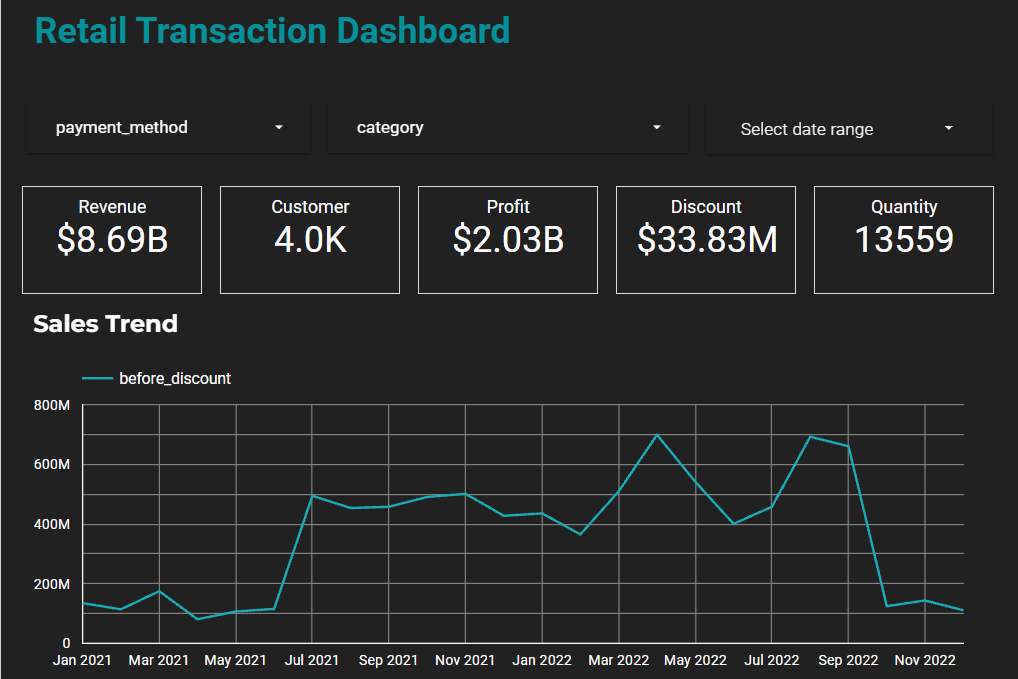 Retail Transaction Dashboard
payment_method
category
Select date range
Revenue
$8.69B
Customer
4.0K
Profit
$2.03B
Discount
$33.83M
Quantity
13559
Sales Trend
before_discount
800M
600M
400M
200M
0
Jan 2021 Mar 2021 May 2021 Jul 2021 Sep 2021 Nov 2021 Jan 2022 Mar 2022 May 2022 Jul 2022 Sep 2022 Nov 2022